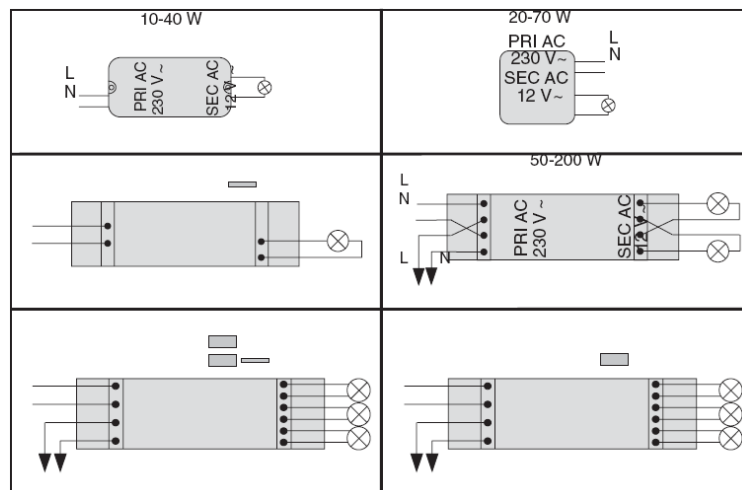 10-40 W
L
N
PRI AC
230 V ~
SEC AC
12 V~
20-70 W
PRI AC
230 V ~
SEC AC
12 V~
L
N
50-200 W
L
N
PRI AC
230 V ~
SEC AC
12 V ~
L
N